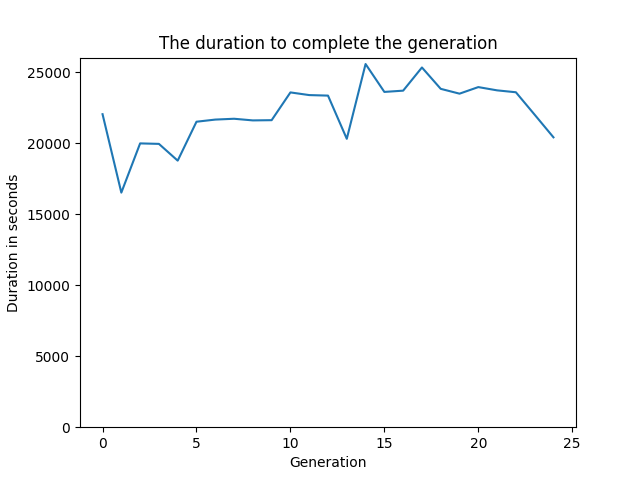 The duration to complete the generation
Duration in seconds
25000
20000
15000
10000
5000
0
0 5 10 15 20 25
Generation